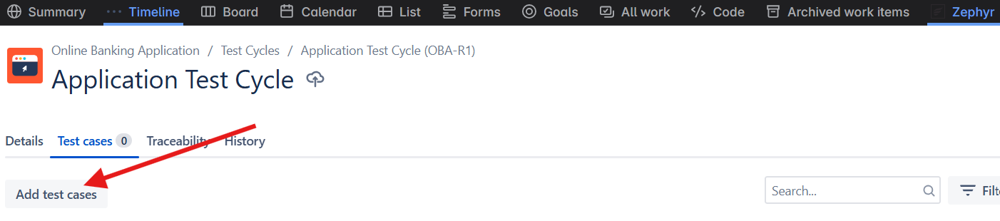 Summary Timeline Board Calendar List Forms Goals All work Code Archived work items Zephyr
Online Banking Application / Test Cycles / Application Test Cycle (OBA-R1)
Application Test Cycle
Details Test cases 0 Traceability History
Add test cases Search... Filte